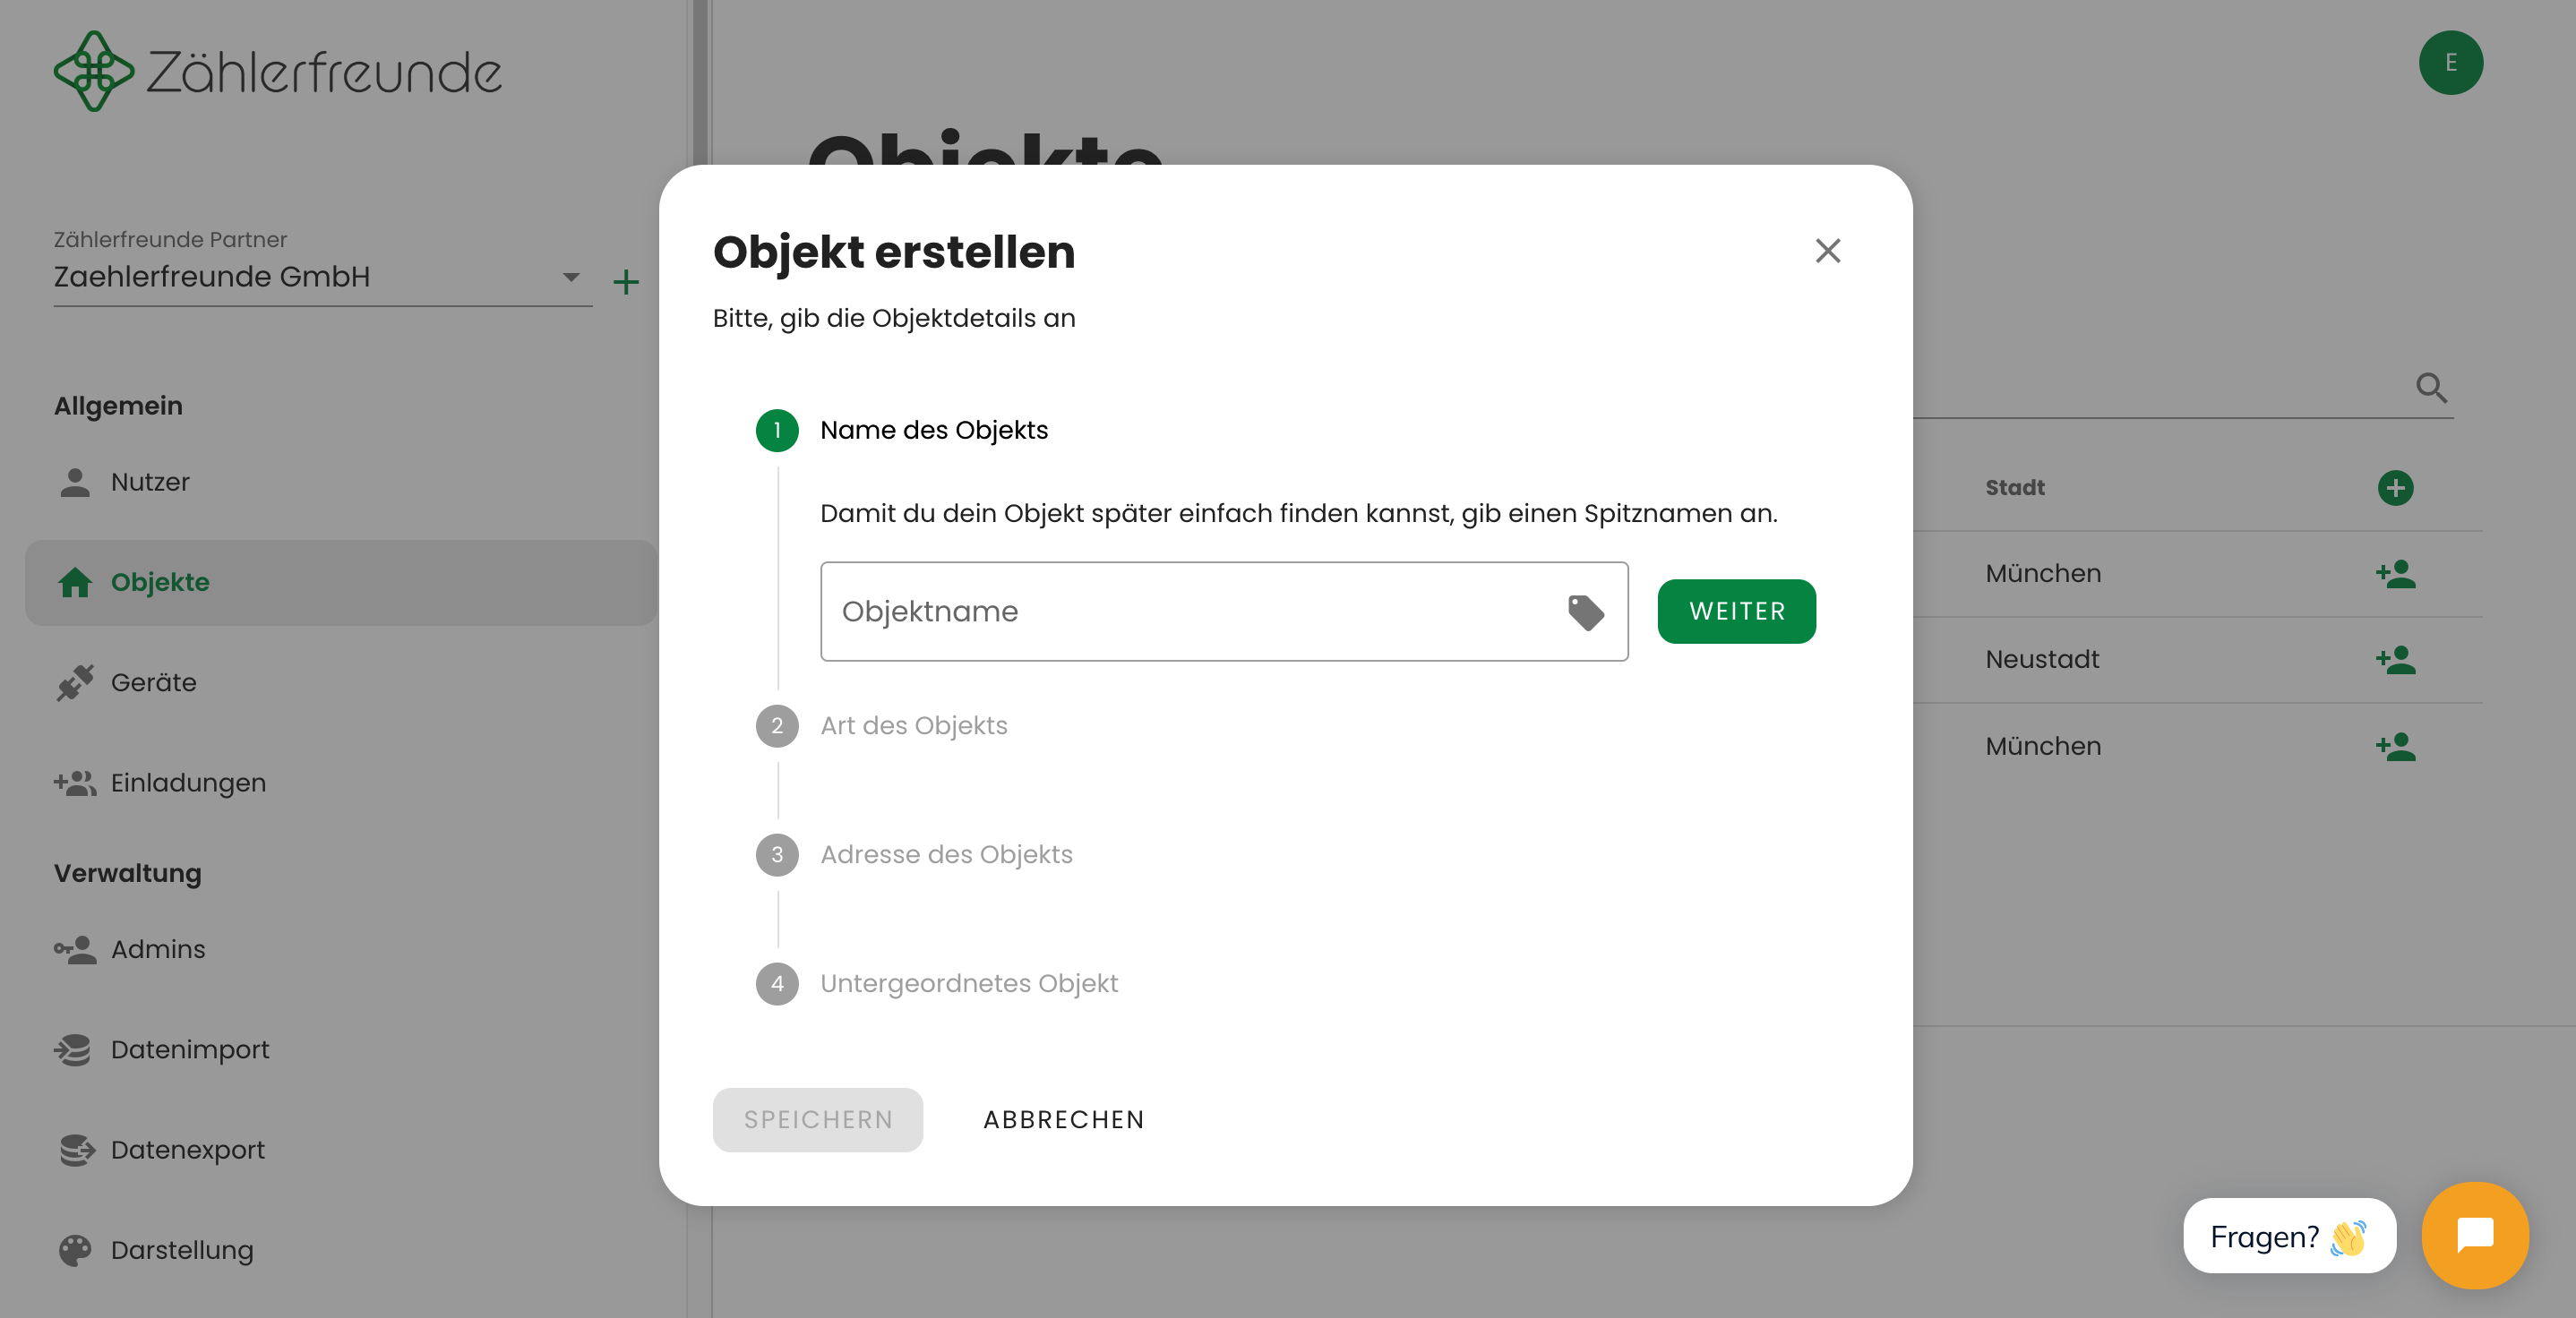 Zählerfreunde
E
Zählerfreunde Partner
Zaehlerfreunde GmbH
Allgemein
Nutzer
Objekte
Geräte
Einladungen
Verwaltung
Admins
Datenimport
Datenexport
Darstellung
Objekte
Objekt erstellen
Bitte, gib die Objektdetails an
1 Name des Objekts
Damit du dein Objekt später einfach finden kannst, gib einen Spitznamen an.
Objektname
WEITER
2 Art des Objekts
3 Adresse des Objekts
4 Untergeordnetes Objekt
SPEICHERN
ABBRECHEN
Stadt
München
Neustadt
München
Fragen? 👋